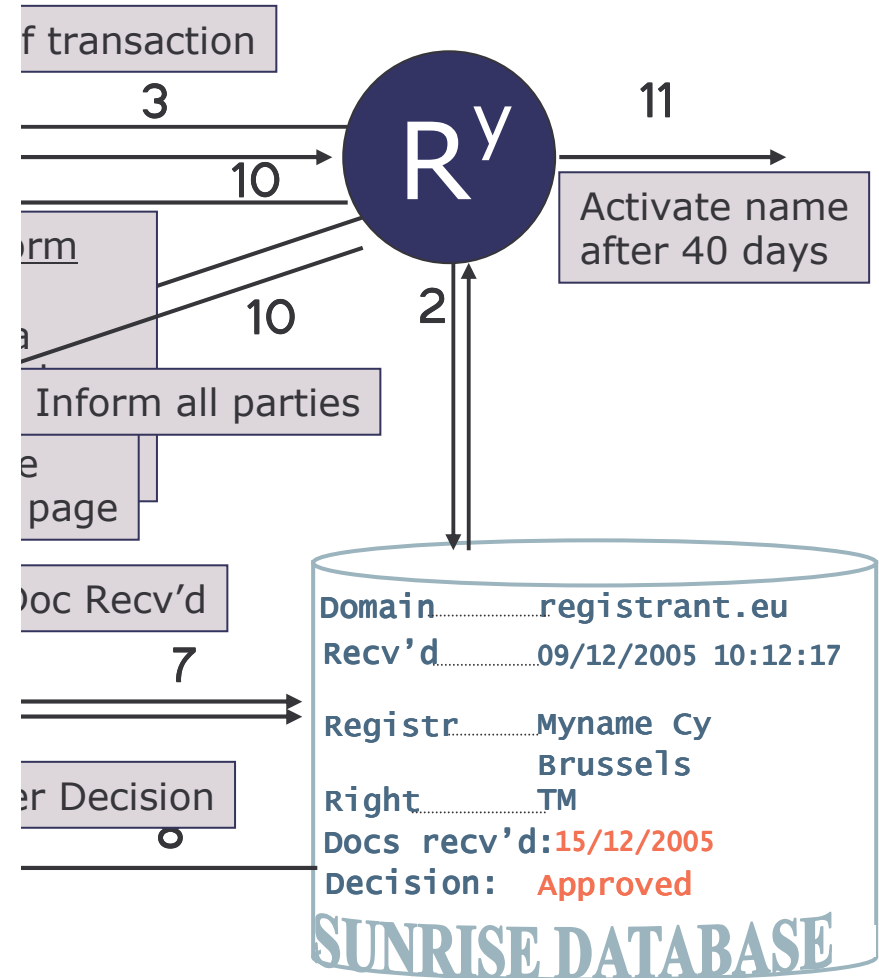 f transaction
3
11
Ry
10
Activate name
after 40 days
rm
a
10
2
Inform all parties
e
page
Doc Recv'd
7
Domain registrant.eu
Recv'd 09/12/2005 10:12:17
Registr Myname Cy
Brussels
er Decision
Right TM
Docs recv'd: 15/12/2005
Decision: Approved
SUNRISE DATABASE